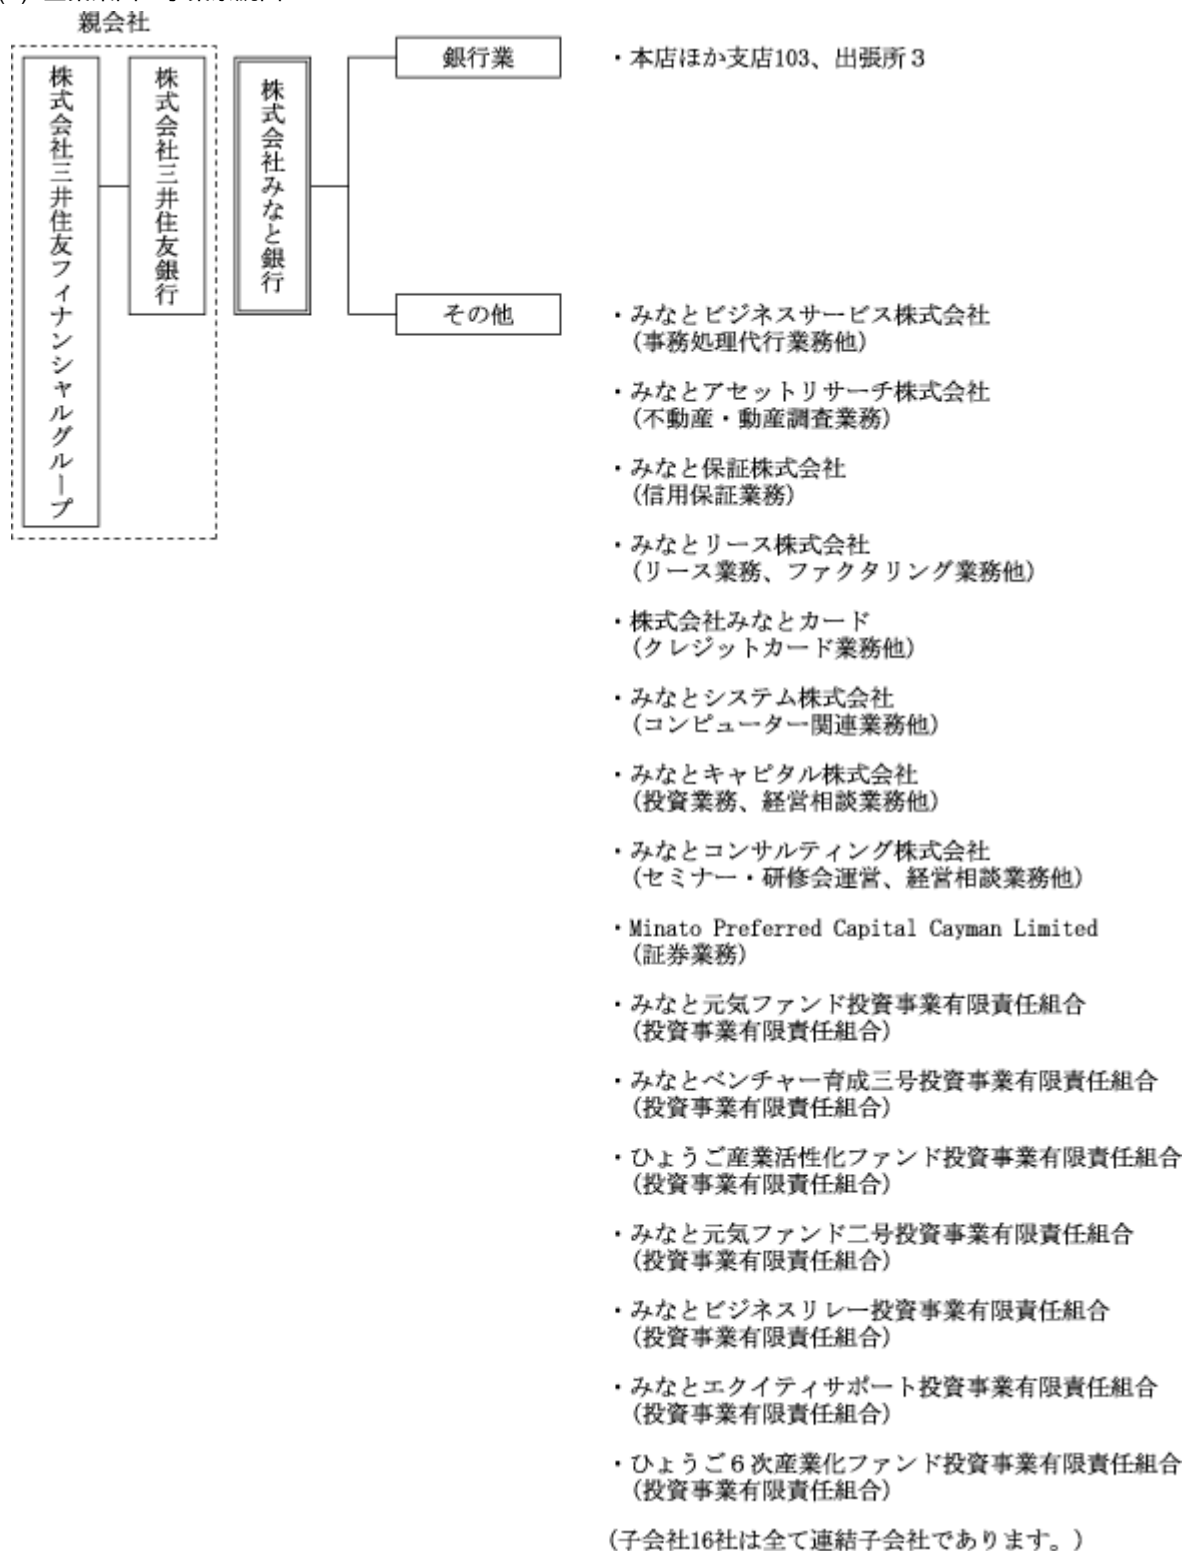 親会社
株式会社三井住友フィナンシャルグループ
株式会社三井住友銀行
株式会社みなと銀行
銀行業
・本店ほか支店103、出張所３
その他
・みなとビジネスサービス株式会社
(事務処理代行業務他)
・みなとアセットリサーチ株式会社
(不動産・動産調査業務)
・みなと保証株式会社
(信用保証業務)
・みなとリース株式会社
(リース業務、ファクタリング業務他)
・株式会社みなとカード
(クレジットカード業務他)
・みなとシステム株式会社
(コンピューター関連業務他)
・みなとキャピタル株式会社
(投資業務、経営相談業務他)
・みなとコンサルティング株式会社
(セミナー・研修会運営、経営相談業務他)
・Minato Preferred Capital Cayman Limited
(証券業務)
・みなと元気ファンド投資事業有限責任組合
(投資事業有限責任組合)
・みなとベンチャー育成三号投資事業有限責任組合
(投資事業有限責任組合)
・ひょうご産業活性化ファンド投資事業有限責任組合
(投資事業有限責任組合)
・みなと元気ファンド二号投資事業有限責任組合
(投資事業有限責任組合)
・みなとビジネスリレー投資事業有限責任組合
(投資事業有限責任組合)
・みなとエクイティサポート投資事業有限責任組合
(投資事業有限責任組合)
・ひょうご６次産業化ファンド投資事業有限責任組合
(投資事業有限責任組合)
(子会社16社は全て連結子会社であります。)